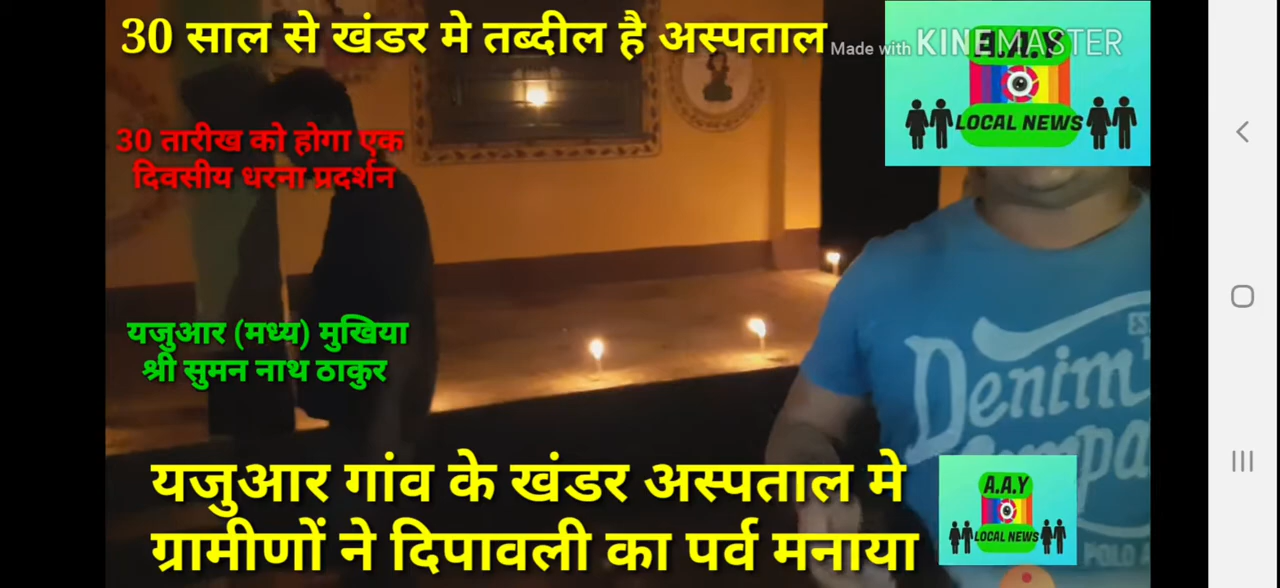 30 साल से खंडर मे तब्दील है अस्पताल
Made with KINEMASTER
A.A.Y
LOCAL NEWS
30 तारीख को होगा एक
दिवसीय धरना प्रदर्शन
यजुआर (मध्य) मुखिया
श्री सुमन नाथ ठाकुर
Denim
यजुआर गांव के खंडर अस्पताल मे
ग्रामीणों ने दिपावली का पर्व मनाया
A.A.Y
LOCAL NEWS
POLO